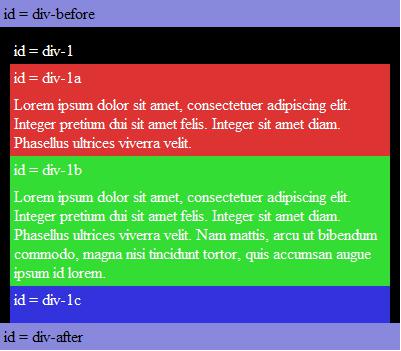 id = div-before
id = div-1
id = div-1a
Lorem ipsum dolor sit amet, consectetuer adipiscing elit.
Integer pretium dui sit amet felis. Integer sit amet diam.
Phasellus ultrices viverra velit.
id = div-1b
Lorem ipsum dolor sit amet, consectetuer adipiscing elit.
Integer pretium dui sit amet felis. Integer sit amet diam.
Phasellus ultrices viverra velit. Nam mattis, arcu ut bibendum
commodo, magna nisi tincidunt tortor, quis accumsan augue
ipsum id lorem.
id = div-1c
id = div-after